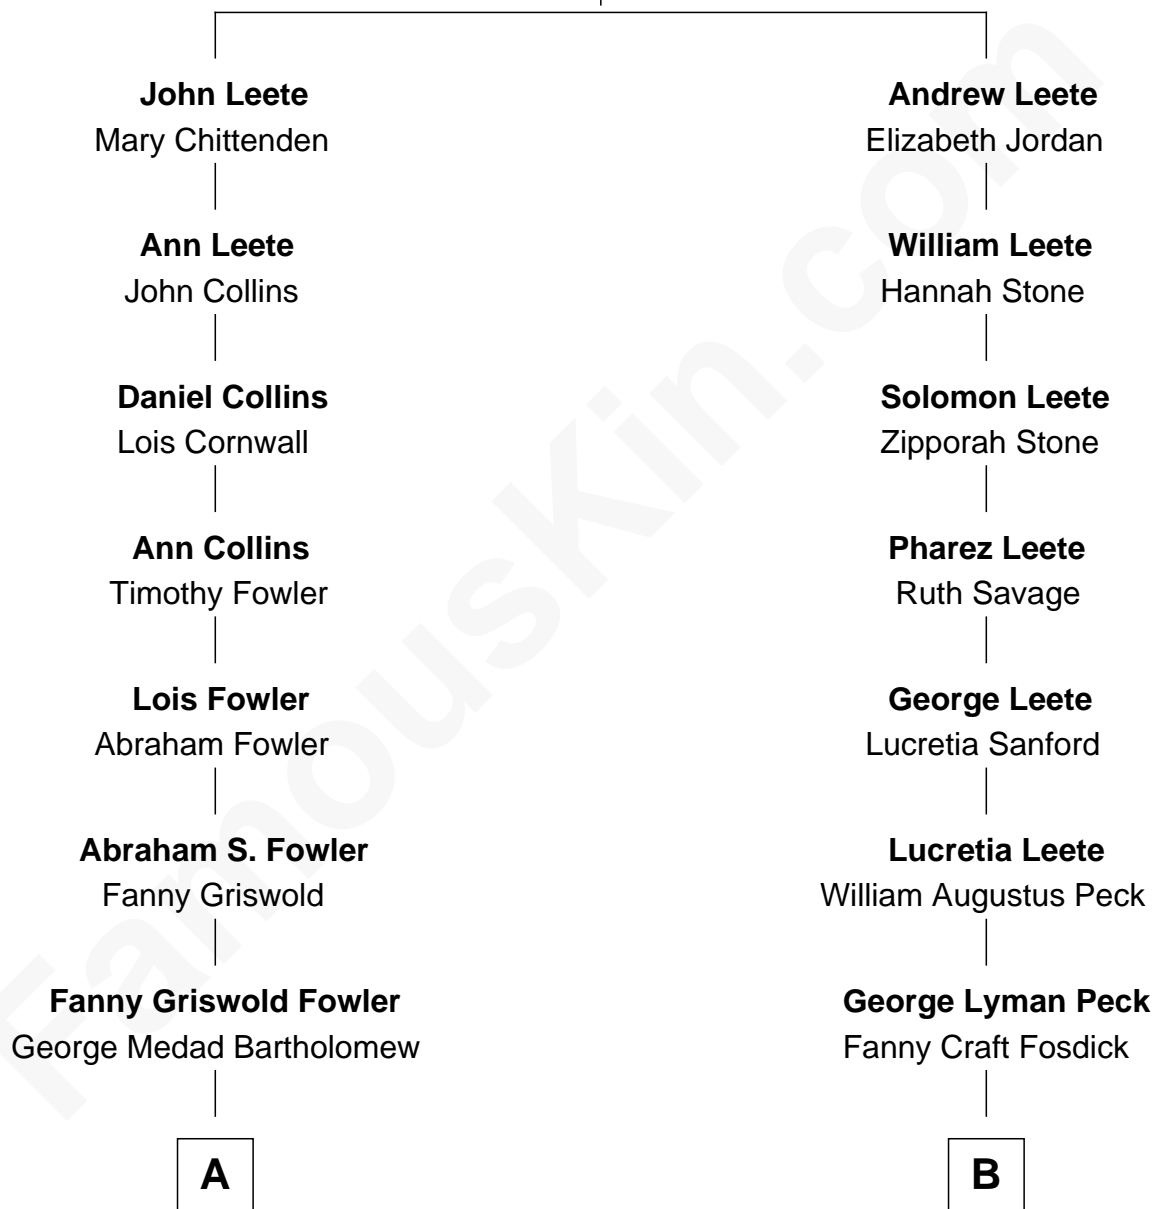 John Leete
Mary Chittenden
Ann Leete
John Collins
Daniel Collins
Lois Cornwall
Ann Collins
Timothy Fowler
Lois Fowler
Abraham Fowler
Abraham S. Fowler
Fanny Griswold
Fanny Griswold Fowler
George Medad Bartholomew
A
Andrew Leete
Elizabeth Jordan
William Leete
Hannah Stone
Solomon Leete
Zipporah Stone
Pharez Leete
Ruth Savage
George Leete
Lucretia Sanford
Lucretia Leete
William Augustus Peck
George Lyman Peck
Fanny Craft Fosdick
B
FamousKin.com